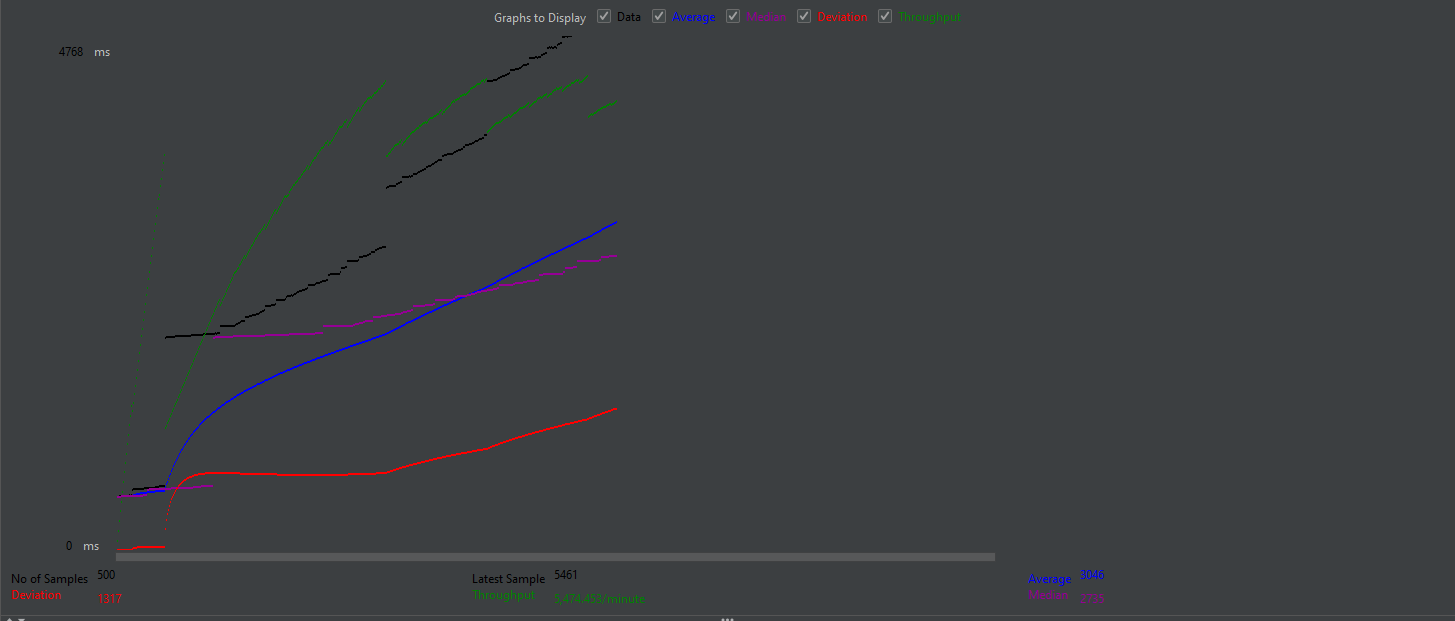 Graphs to Display Data Average Median Deviation Throughput
4768 ms
0 ms
No of Samples 500 Latest Sample 5461 Average 3046
Deviation 1317 Throughput 5,474.453/minute Median